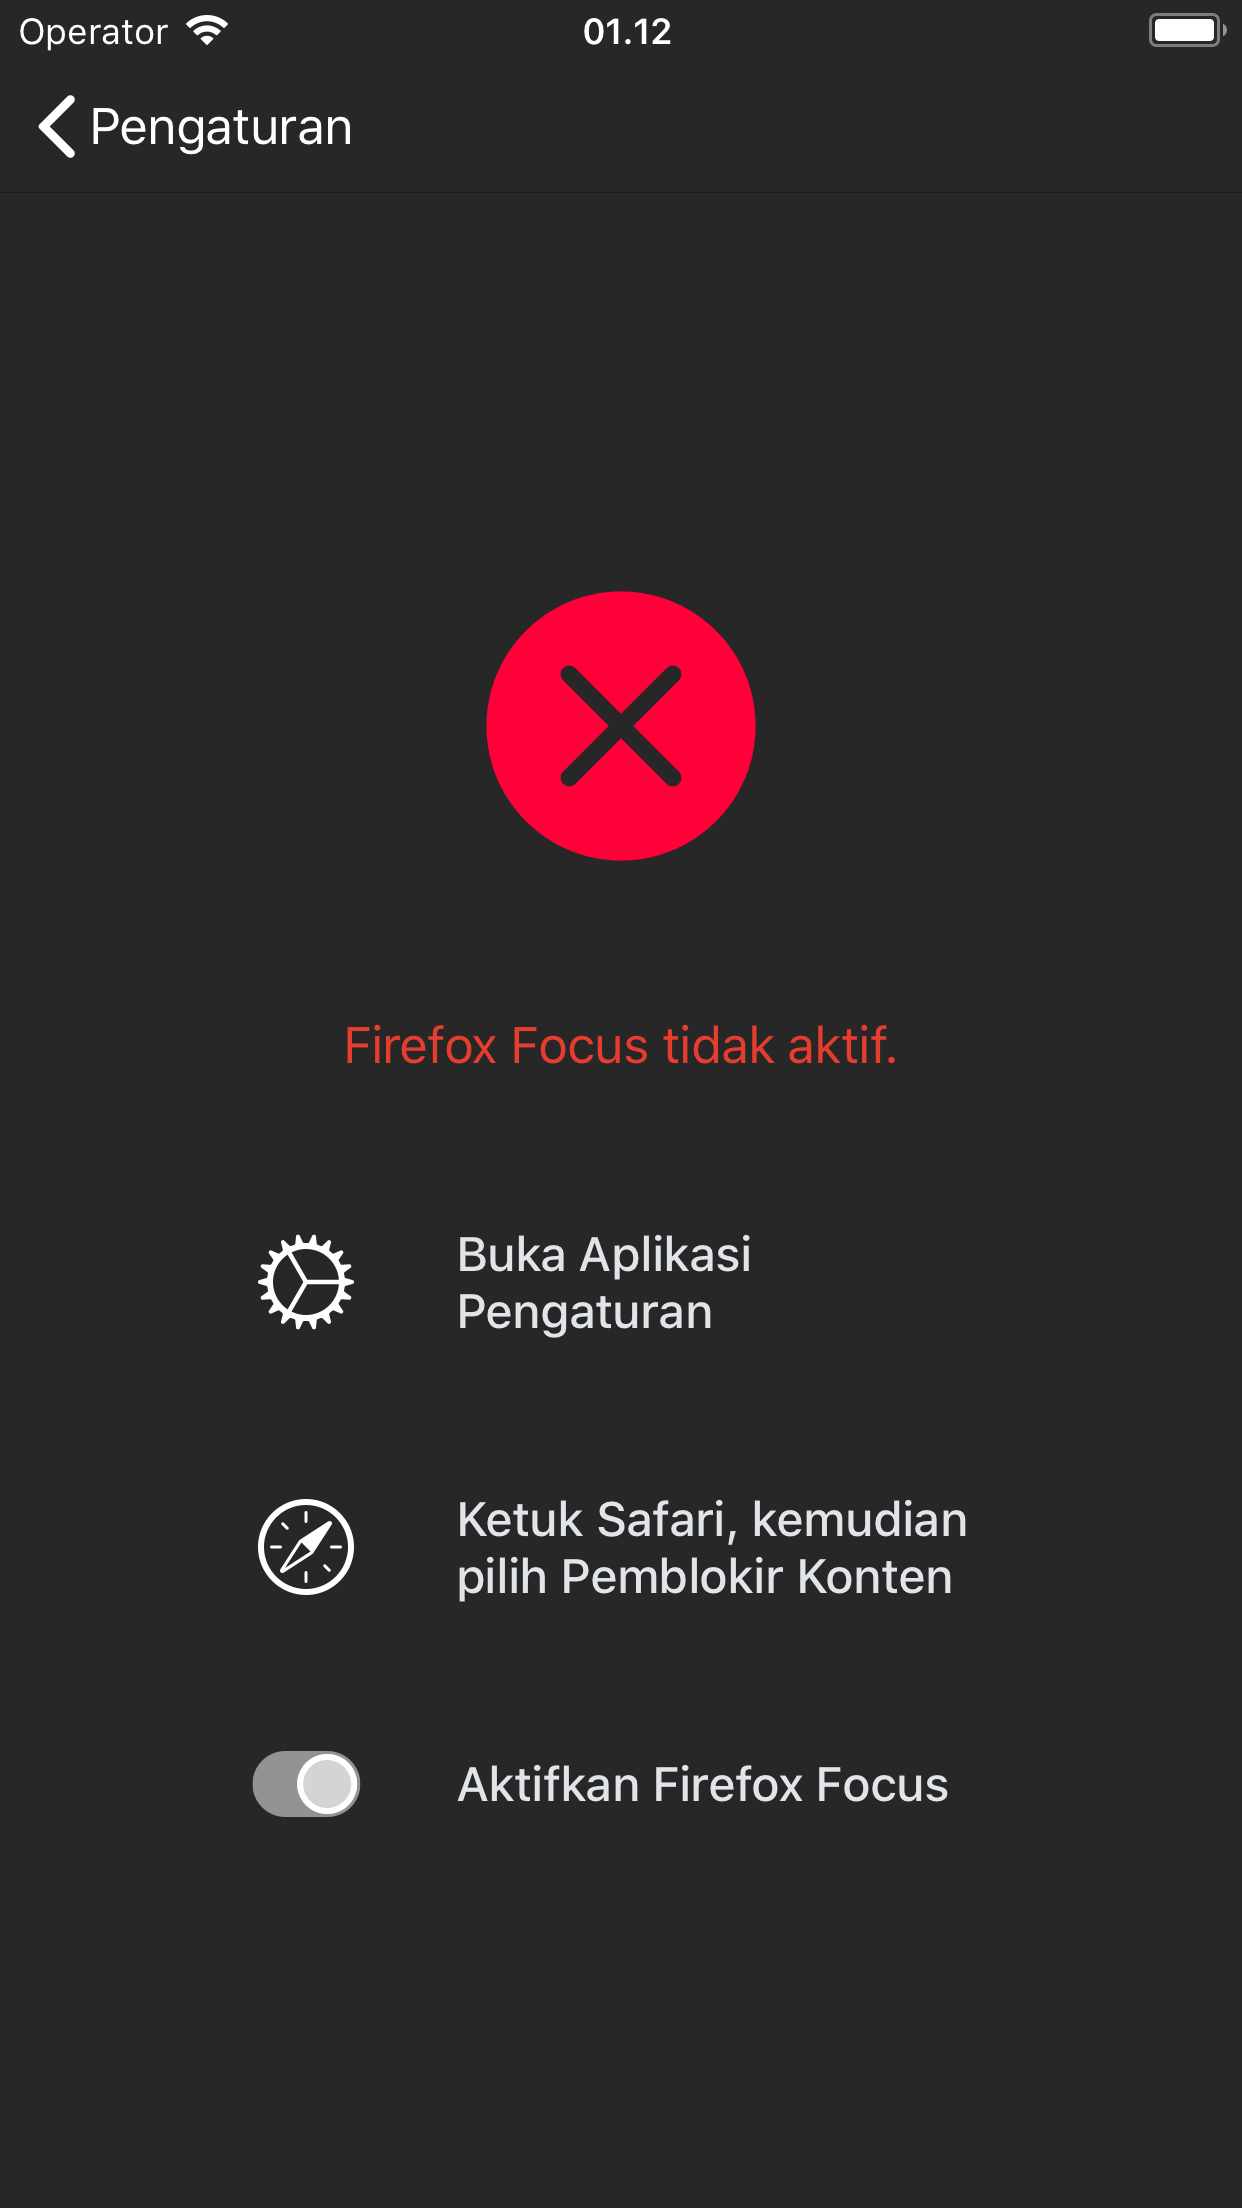 Operator
01.12
Pengaturan
Firefox Focus tidak aktif.
Buka Aplikasi
Pengaturan
Ketuk Safari, kemudian
pilih Pemblokir Konten
Aktifkan Firefox Focus